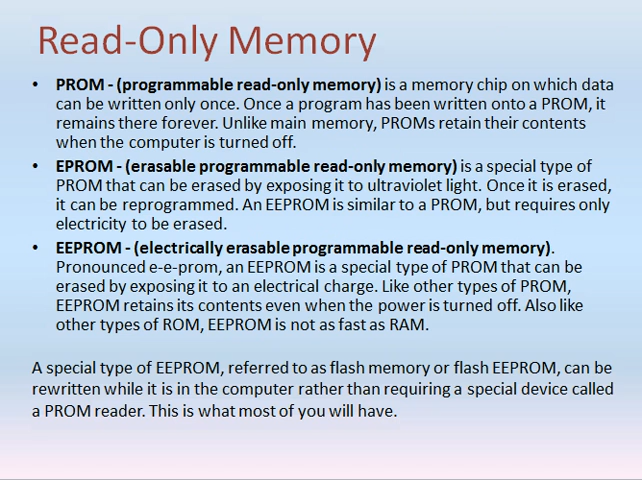 Read-Only Memory
• PROM - (programmable read-only memory) is a memory chip on which data
can be written only once. Once a program has been written onto a PROM, it
remains there forever. Unlike main memory, PROMs retain their contents
when the computer is turned off.
• EPROM - (erasable programmable read-only memory) is a special type of
PROM that can be erased by exposing it to ultraviolet light. Once it is erased,
it can be reprogrammed. An EEPROM is similar to a PROM, but requires only
electricity to be erased.
• EEPROM - (electrically erasable programmable read-only memory).
Pronounced e-e-prom, an EEPROM is a special type of PROM that can be
erased by exposing it to an electrical charge. Like other types of PROM,
EEPROM retains its contents even when the power is turned off. Also like
other types of ROM, EEPROM is not as fast as RAM.
A special type of EEPROM, referred to as flash memory or flash EEPROM, can be
rewritten while it is in the computer rather than requiring a special device called
a PROM reader. This is what most of you will have.